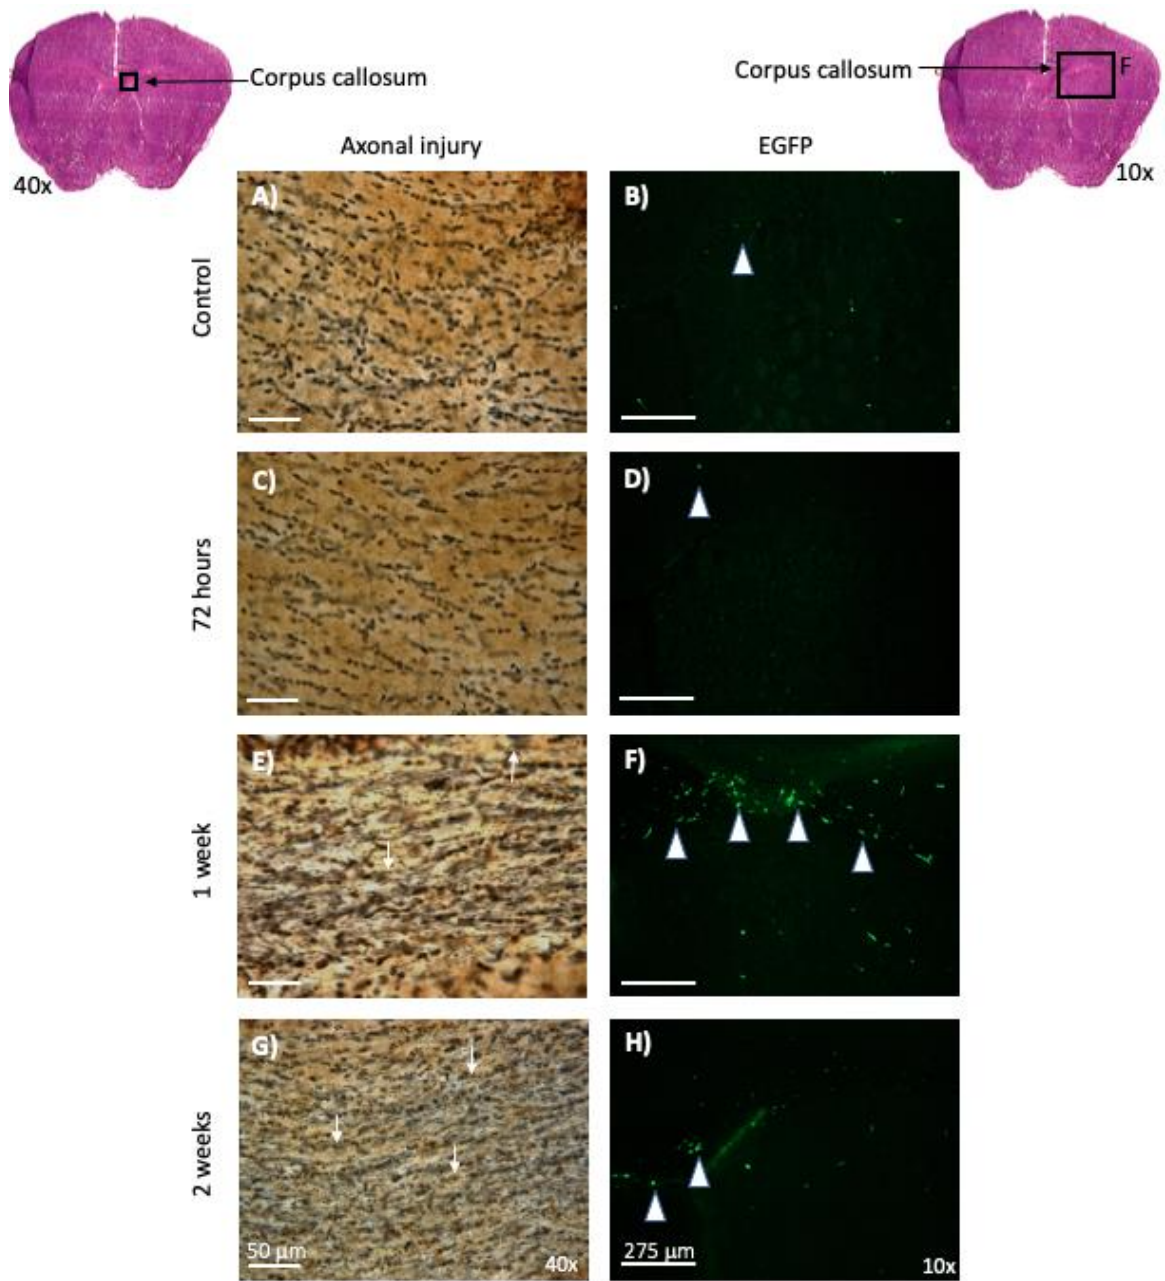 Corpus callosum
40x
Corpus callosum
F
10x
Axonal injury
EGFP
Control
A)
B)
72 hours
C)
D)
1 week
E)
F)
2 weeks
G)
50 µm
40x
H)
275 µm
10x